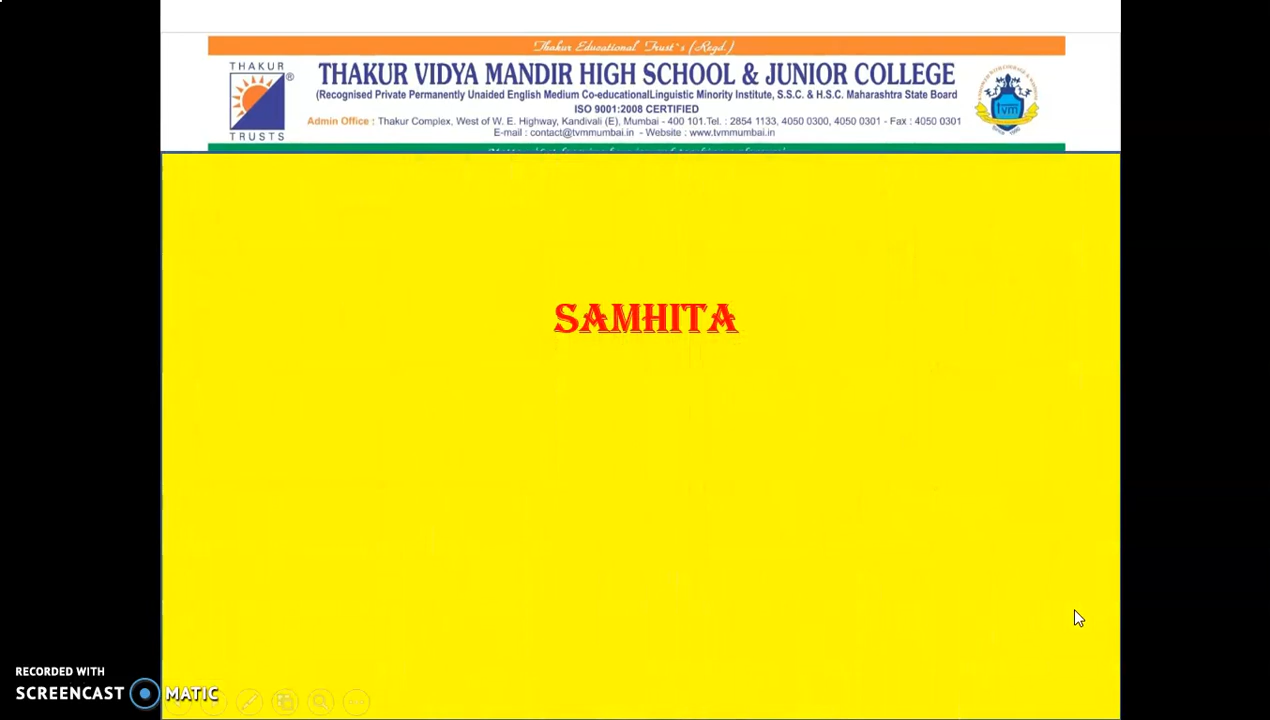 Thakur Educational Trust's (Regd.)
THAKUR
TRUSTS
THAKUR VIDYA MANDIR HIGH SCHOOL & JUNIOR COLLEGE
(Recognised Private Permanently Unaided English Medium Co-educationalLinguistic Minority Institute, S.S.C. & H.S.C. Maharashtra State Board
ISO 9001:2008 CERTIFIED
Admin Office : Thakur Complex, West of W. E. Highway, Kandivali (E), Mumbai - 400 101.Tel. : 2854 1133, 4050 0300, 4050 0301 - Fax : 4050 0301
E-mail : contact@tvmmumbai.in - Website : www.tvmmumbai.in
tvm
SAMHITA
RECORDED WITH
SCREENCAST MATIC